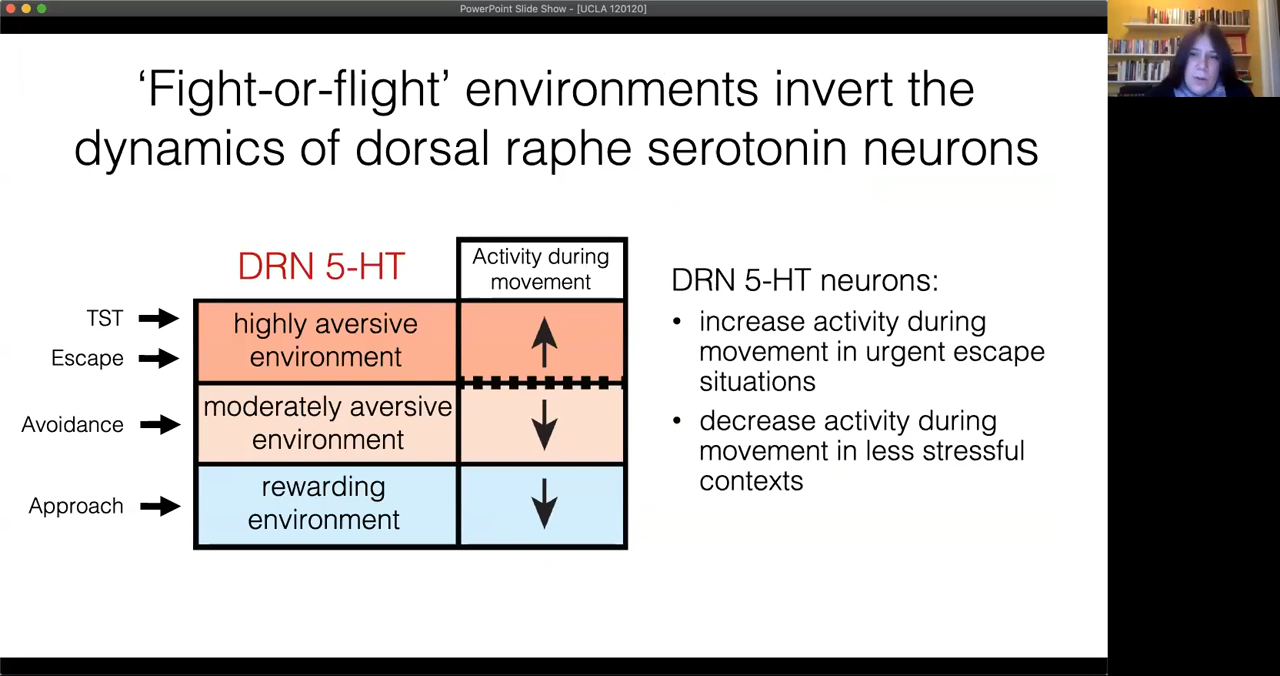 PowerPoint Slide Show - [UCLA 120120]
‘Fight-or-flight’ environments invert the
dynamics of dorsal raphe serotonin neurons
DRN 5-HT
Activity during
movement
TST
Escape
highly aversive
environment
Avoidance
moderately aversive
environment
Approach
rewarding
environment
DRN 5-HT neurons:
• increase activity during
movement in urgent escape
situations
• decrease activity during
movement in less stressful
contexts